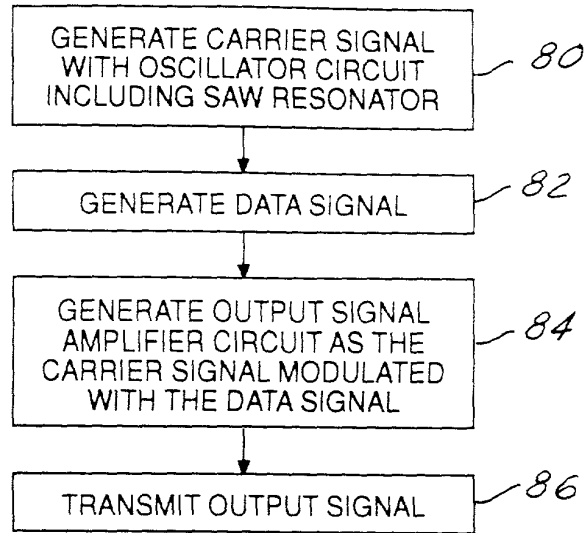 GENERATE CARRIER SIGNAL
WITH OSCILLATOR CIRCUIT
INCLUDING SAW RESONATOR
80
GENERATE DATA SIGNAL
82
GENERATE OUTPUT SIGNAL
AMPLIFIER CIRCUIT AS THE
CARRIER SIGNAL MODULATED
WITH THE DATA SIGNAL
84
TRANSMIT OUTPUT SIGNAL
86